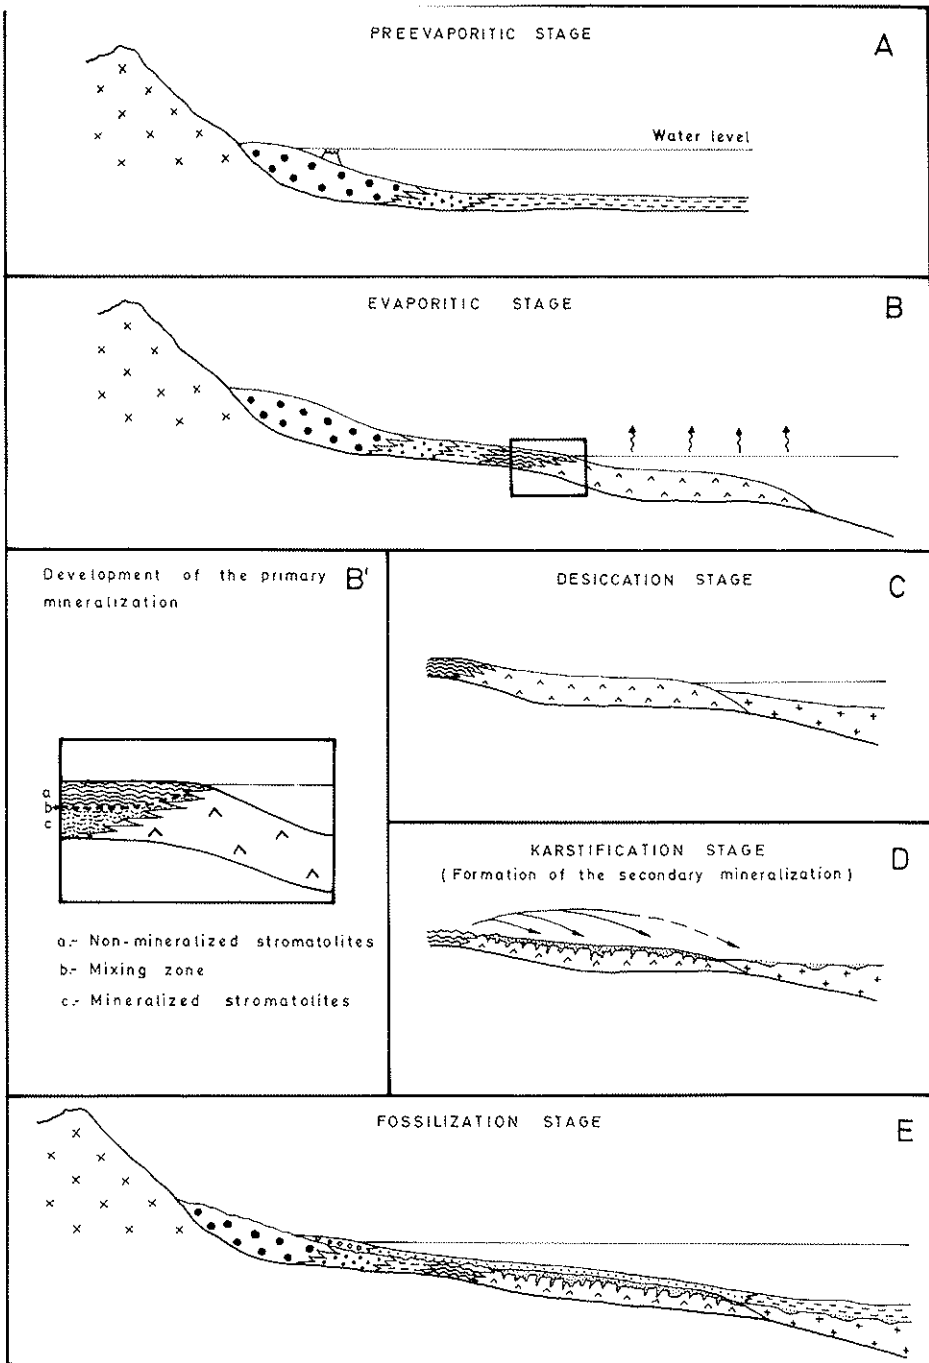 PREEVAPORITIC STAGE
A
Water level
EVAPORITIC STAGE
B
Development of the primary
mineralization
B'
a
b
c
a.- Non-mineralized stromatolites
b.- Mixing zone
c.- Mineralized stromatolites
DESICCATION STAGE
C
KARSTIFICATION STAGE
(Formation of the secondary mineralization)
D
FOSSILIZATION STAGE
E